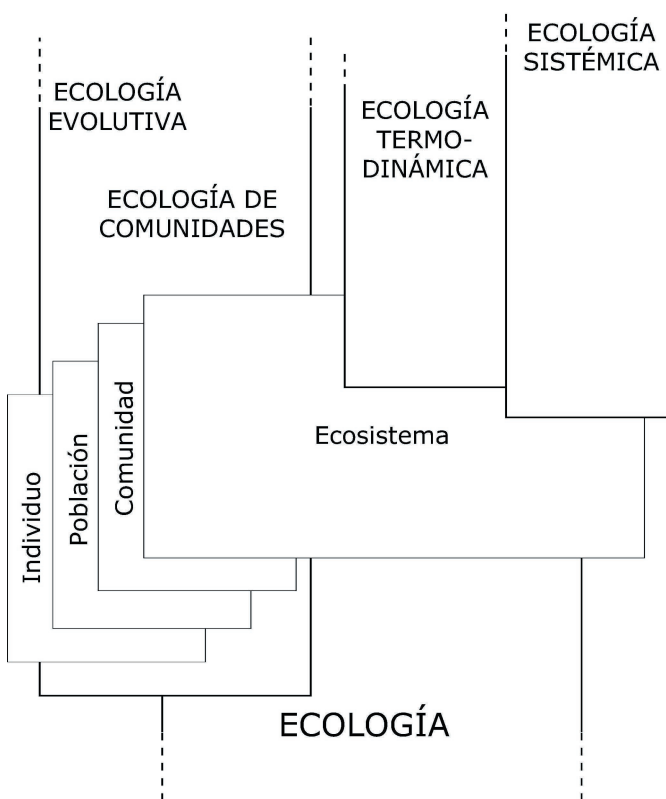 ECOLOGÍA
SISTÉMICA
ECOLOGÍA
EVOLUTIVA
ECOLOGÍA
TERMO-
DINÁMICA
ECOLOGÍA DE
COMUNIDADES
Individuo
Población
Comunidad
Ecosistema
ECOLOGÍA